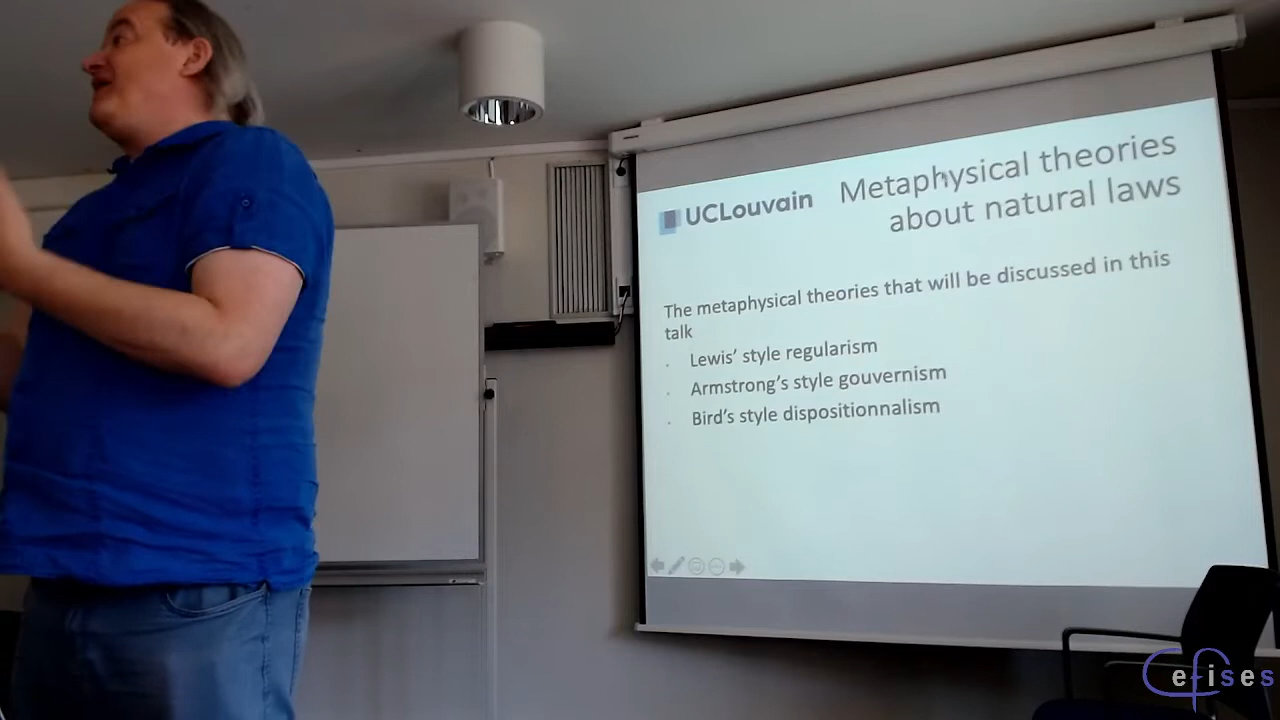 UCLouvain
Metaphysical theories
about natural laws
The metaphysical theories that will be discussed in this
talk
. Lewis' style regularism
. Armstrong's style gouvernism
. Bird's style dispositionnalism
Cefises